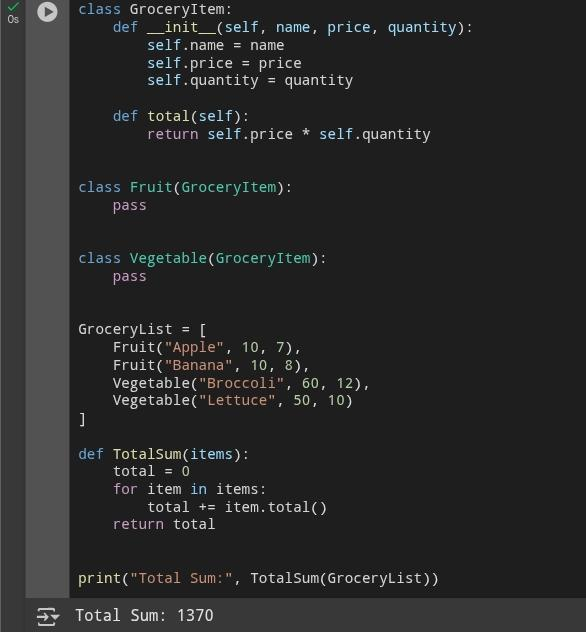 0s
class GroceryItem:
    def __init__(self, name, price, quantity):
        self.name = name
        self.price = price
        self.quantity = quantity

    def total(self):
        return self.price * self.quantity


class Fruit(GroceryItem):
    pass


class Vegetable(GroceryItem):
    pass


GroceryList = [
    Fruit("Apple", 10, 7),
    Fruit("Banana", 10, 8),
    Vegetable("Broccoli", 60, 12),
    Vegetable("Lettuce", 50, 10)
]

def TotalSum(items):
    total = 0
    for item in items:
        total += item.total()
    return total


print("Total Sum:", TotalSum(GroceryList))
Total Sum: 1370